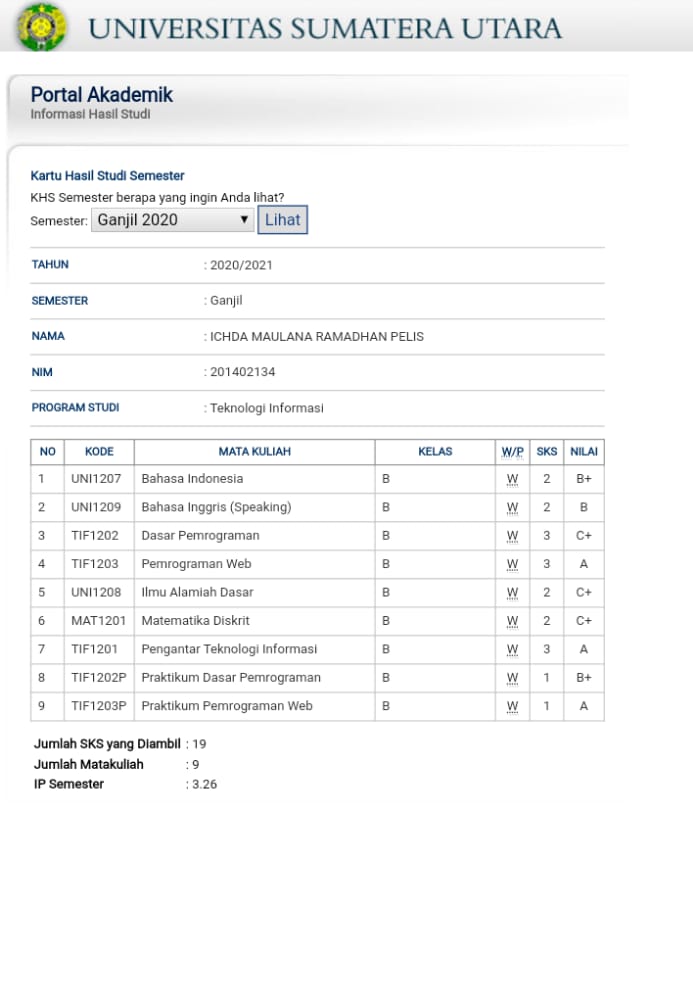 UNIVERSITAS SUMATERA UTARA
Portal Akademik
Informasi Hasil Studi
Kartu Hasil Studi Semester
KHS Semester berapa yang ingin Anda lihat?
Semester: Ganjil 2020 ▼ Lihat
TAHUN : 2020/2021
SEMESTER : Ganjil
NAMA : ICHDA MAULANA RAMADHAN PELIS
NIM : 201402134
PROGRAM STUDI : Teknologi Informasi
NO KODE MATA KULIAH KELAS W/P SKS NILAI
1 UNI1207 Bahasa Indonesia B W 2 B+
2 UNI1209 Bahasa Inggris (Speaking) B W 2 B
3 TIF1202 Dasar Pemrograman B W 3 C+
4 TIF1203 Pemrograman Web B W 3 A
5 UNI1208 Ilmu Alamiah Dasar B W 2 C+
6 MAT1201 Matematika Diskrit B W 2 C+
7 TIF1201 Pengantar Teknologi Informasi B W 3 A
8 TIF1202P Praktikum Dasar Pemrograman B W 1 B+
9 TIF1203P Praktikum Pemrograman Web B W 1 A
Jumlah SKS yang Diambil : 19
Jumlah Matakuliah : 9
IP Semester : 3.26